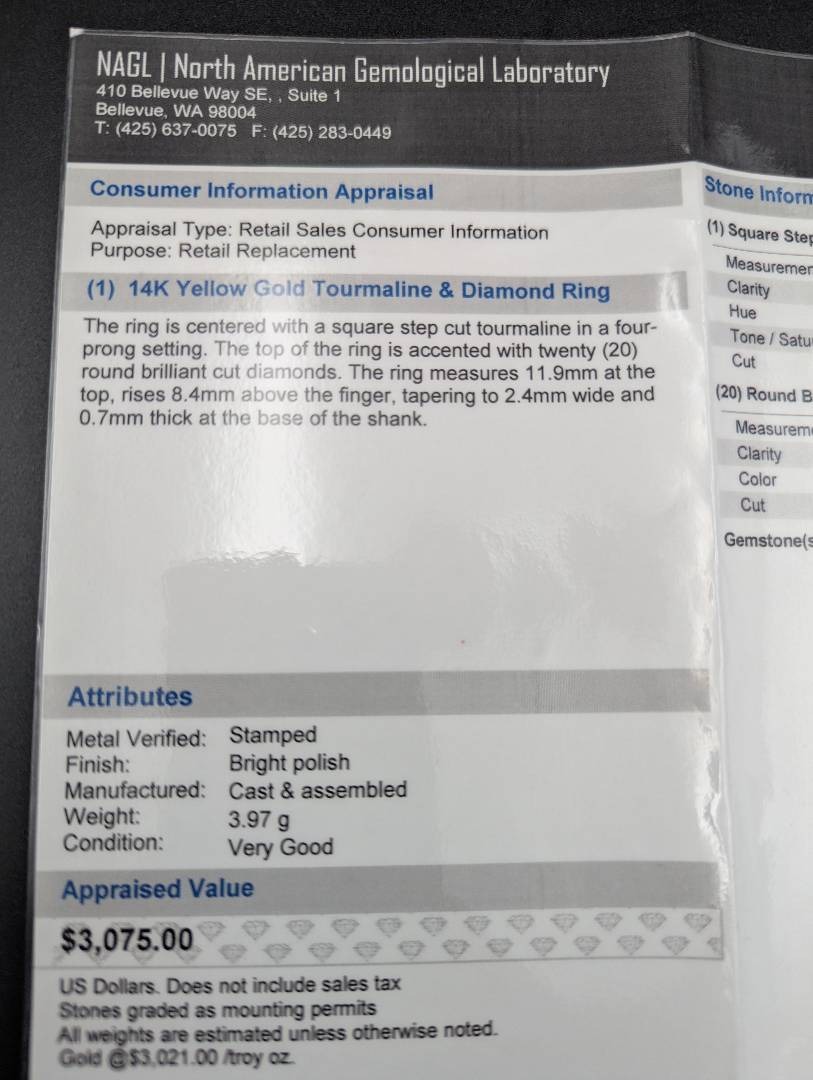 NAGL | North American Gemological Laboratory
410 Bellevue Way SE, , Suite 1
Bellevue, WA 98004
T: (425) 637-0075 F: (425) 283-0449
Consumer Information Appraisal
Appraisal Type: Retail Sales Consumer Information
Purpose: Retail Replacement
(1) 14K Yellow Gold Tourmaline & Diamond Ring
The ring is centered with a square step cut tourmaline in a four-
prong setting. The top of the ring is accented with twenty (20)
round brilliant cut diamonds. The ring measures 11.9mm at the
top, rises 8.4mm above the finger, tapering to 2.4mm wide and
0.7mm thick at the base of the shank.
Attributes
Metal Verified: Stamped
Finish: Bright polish
Manufactured: Cast & assembled
Weight: 3.97 g
Condition: Very Good
Appraised Value
$3,075.00
US Dollars. Does not include sales tax
Stones graded as mounting permits
All weights are estimated unless otherwise noted.
Gold @$3,021.00 /troy oz.
Stone Inform
(1) Square Step
Measuremen
Clarity
Hue
Tone / Satu
Cut
(20) Round B
Measureme
Clarity
Color
Cut
Gemstone(s